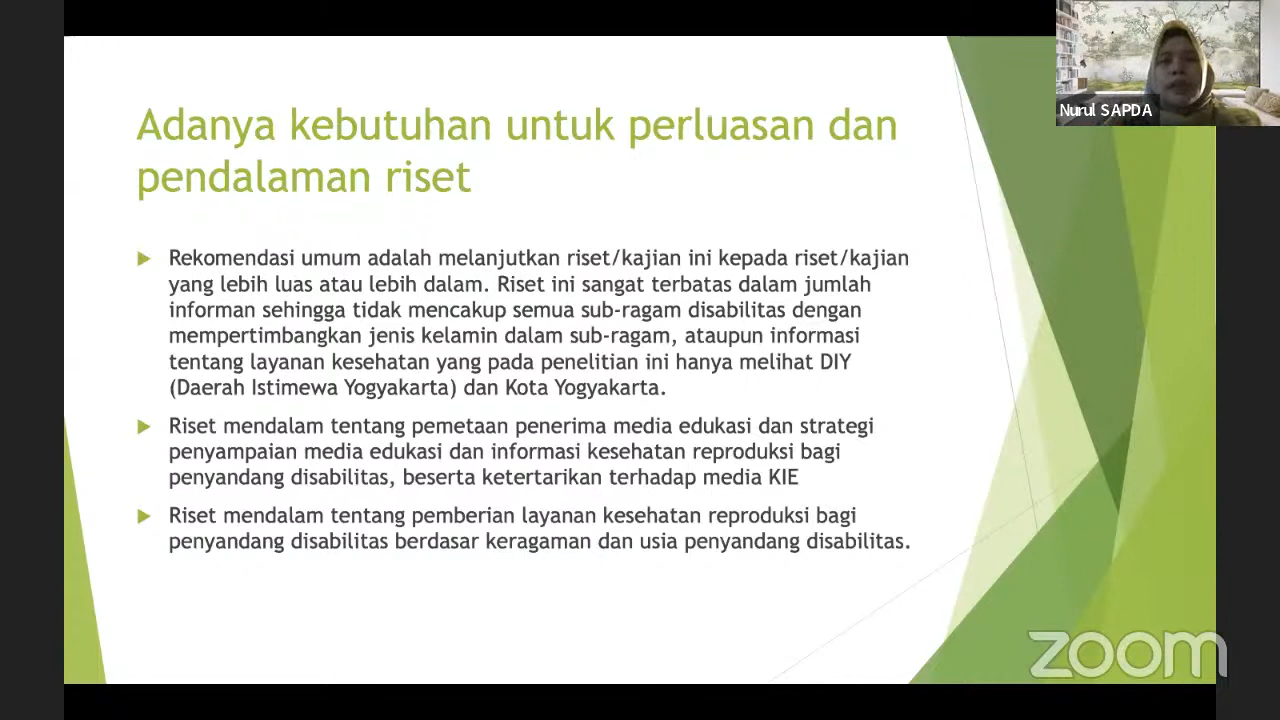 Adanya kebutuhan untuk perluasan dan
pendalaman riset
Rekomendasi umum adalah melanjutkan riset/kajian ini kepada riset/kajian
yang lebih luas atau lebih dalam. Riset ini sangat terbatas dalam jumlah
informan sehingga tidak mencakup semua sub-ragam disabilitas dengan
mempertimbangkan jenis kelamin dalam sub-ragam, ataupun informasi
tentang layanan kesehatan yang pada penelitian ini hanya melihat DIY
(Daerah Istimewa Yogyakarta) dan Kota Yogyakarta.
Riset mendalam tentang pemetaan penerima media edukasi dan strategi
penyampaian media edukasi dan informasi kesehatan reproduksi bagi
penyandang disabilitas, beserta ketertarikan terhadap media KIE
Riset mendalam tentang pemberian layanan kesehatan reproduksi bagi
penyandang disabilitas berdasar keragaman dan usia penyandang disabilitas.
Nurul SAPDA
zoom